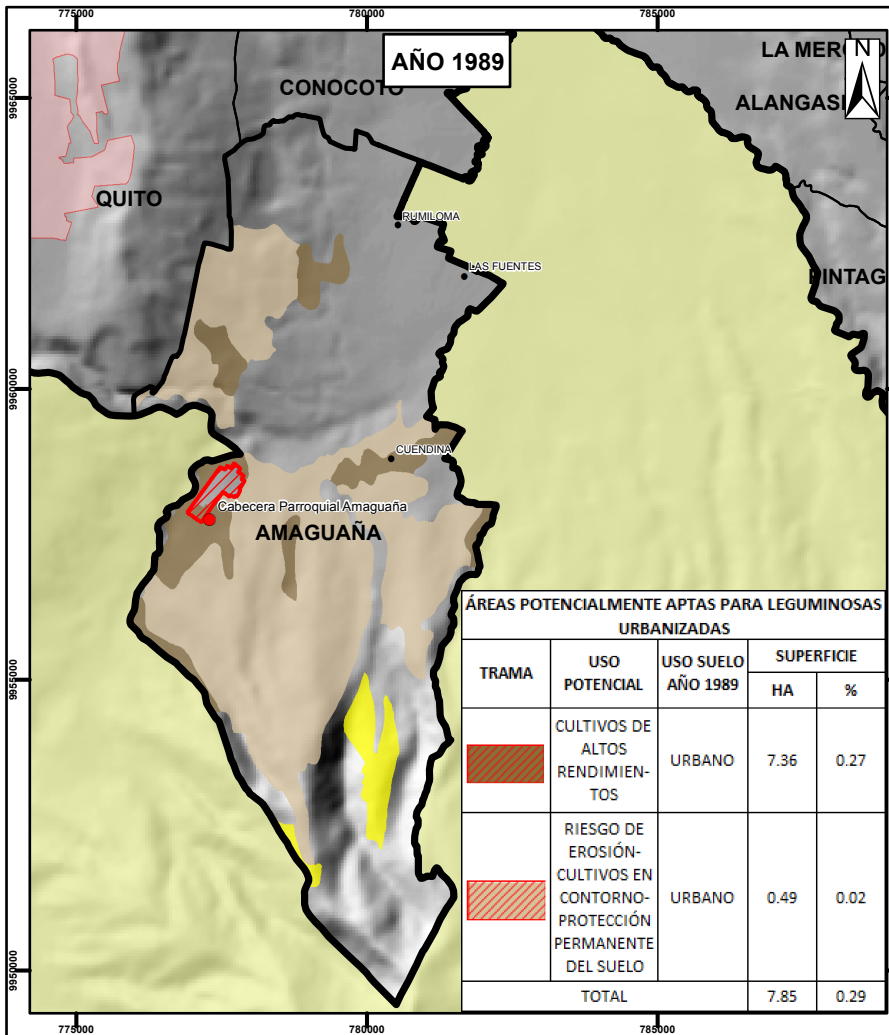 775000 780000 785000
AÑO 1989
LA MERC
N
CONOCOTO
ALANGASI
9965000
QUITO
RUMILOMA
LAS FUENTES
PINTAG
9960000
CUENDINA
Cabecera Parroquial Amaguaña
AMAGUAÑA
ÁREAS POTENCIALMENTE APTAS PARA LEGUMINOSAS
URBANIZADAS
TRAMA
USO
POTENCIAL
USO SUELO
AÑO 1989
SUPERFICIE
HA %
CULTIVOS DE
ALTOS
RENDIMIEN-
TOS
URBANO 7.36 0.27
RIESGO DE
EROSIÓN-
CULTIVOS EN
CONTORNO-
PROTECCIÓN
PERMANENTE
DEL SUELO
URBANO 0.49 0.02
TOTAL 7.85 0.29
9955000
9950000
775000 780000 785000